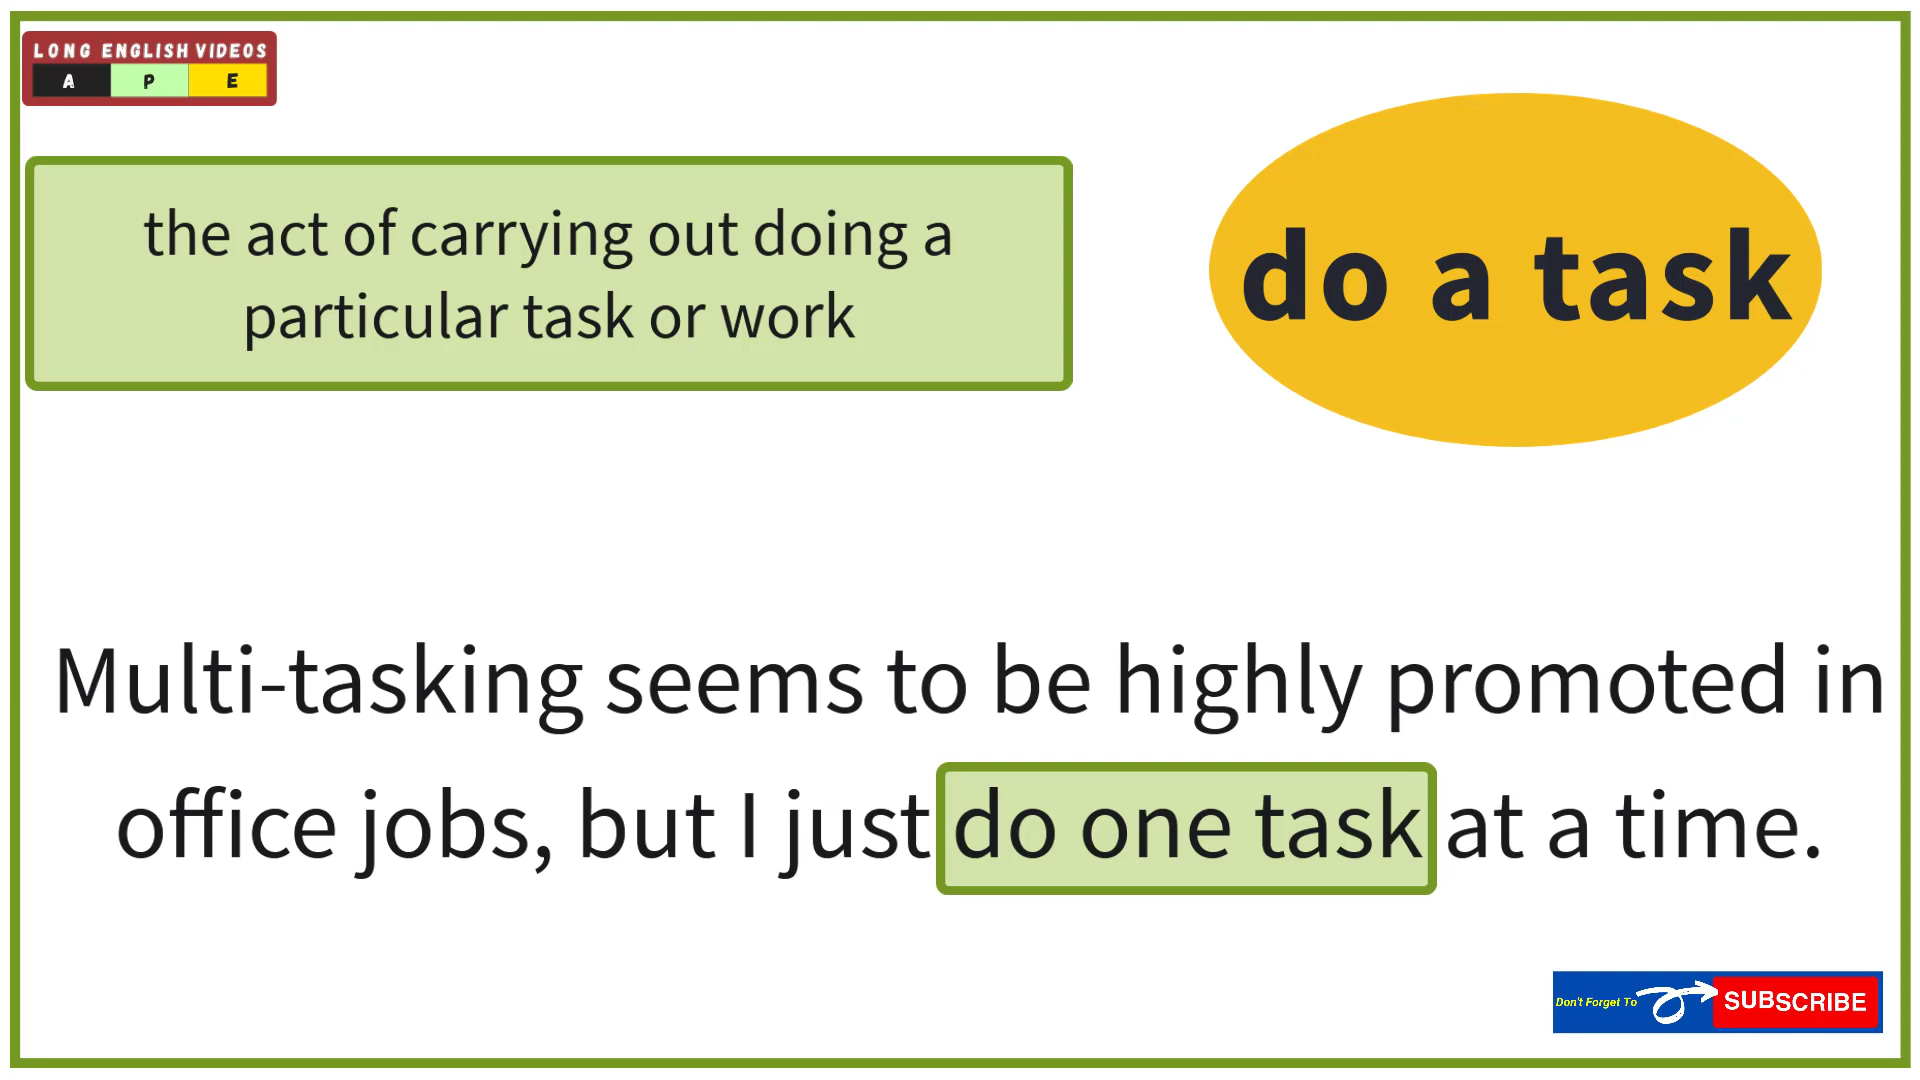 LONG ENGLISH VIDEOS
A P E
the act of carrying out doing a
particular task or work
do a task
Multi-tasking seems to be highly promoted in
office jobs, but I just do one task at a time.
Don't Forget To SUBSCRIBE